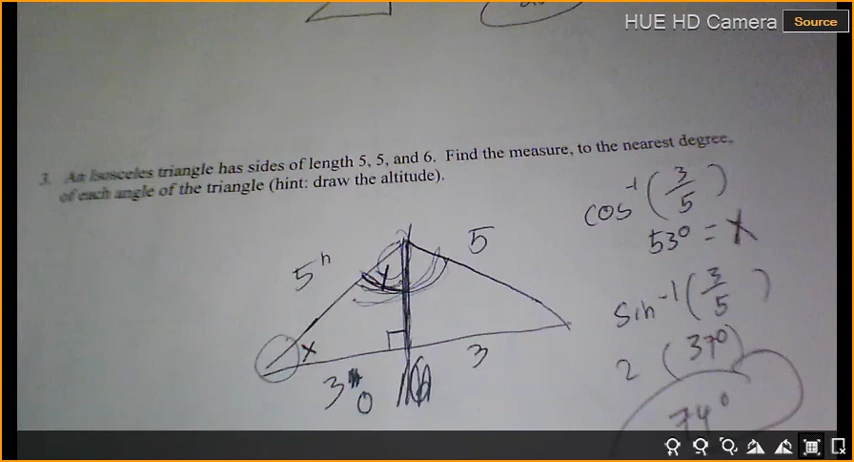 HUE HD Camera Source
3. An Isosceles triangle has sides of length 5, 5, and 6. Find the measure, to the nearest degree,
of each angle of the triangle (hint: draw the altitude).
cos⁻¹(3/5)
53° = x
5 h
5
y
x
sin⁻¹(3/5)
3
3
0
2 (37°)
74°